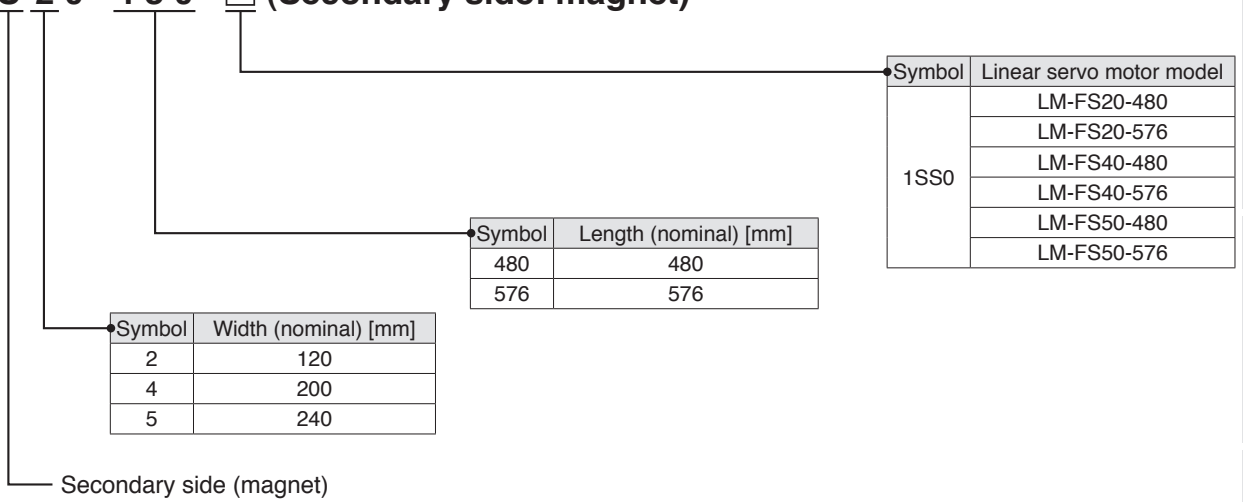 (Secondary side: magnet)
Symbol Linear servo motor model
1SS0
LM-FS20-480
LM-FS20-576
LM-FS40-480
LM-FS40-576
LM-FS50-480
LM-FS50-576
Symbol Length (nominal) [mm]
480 480
576 576
Symbol Width (nominal) [mm]
2 120
4 200
5 240
Secondary side (magnet)